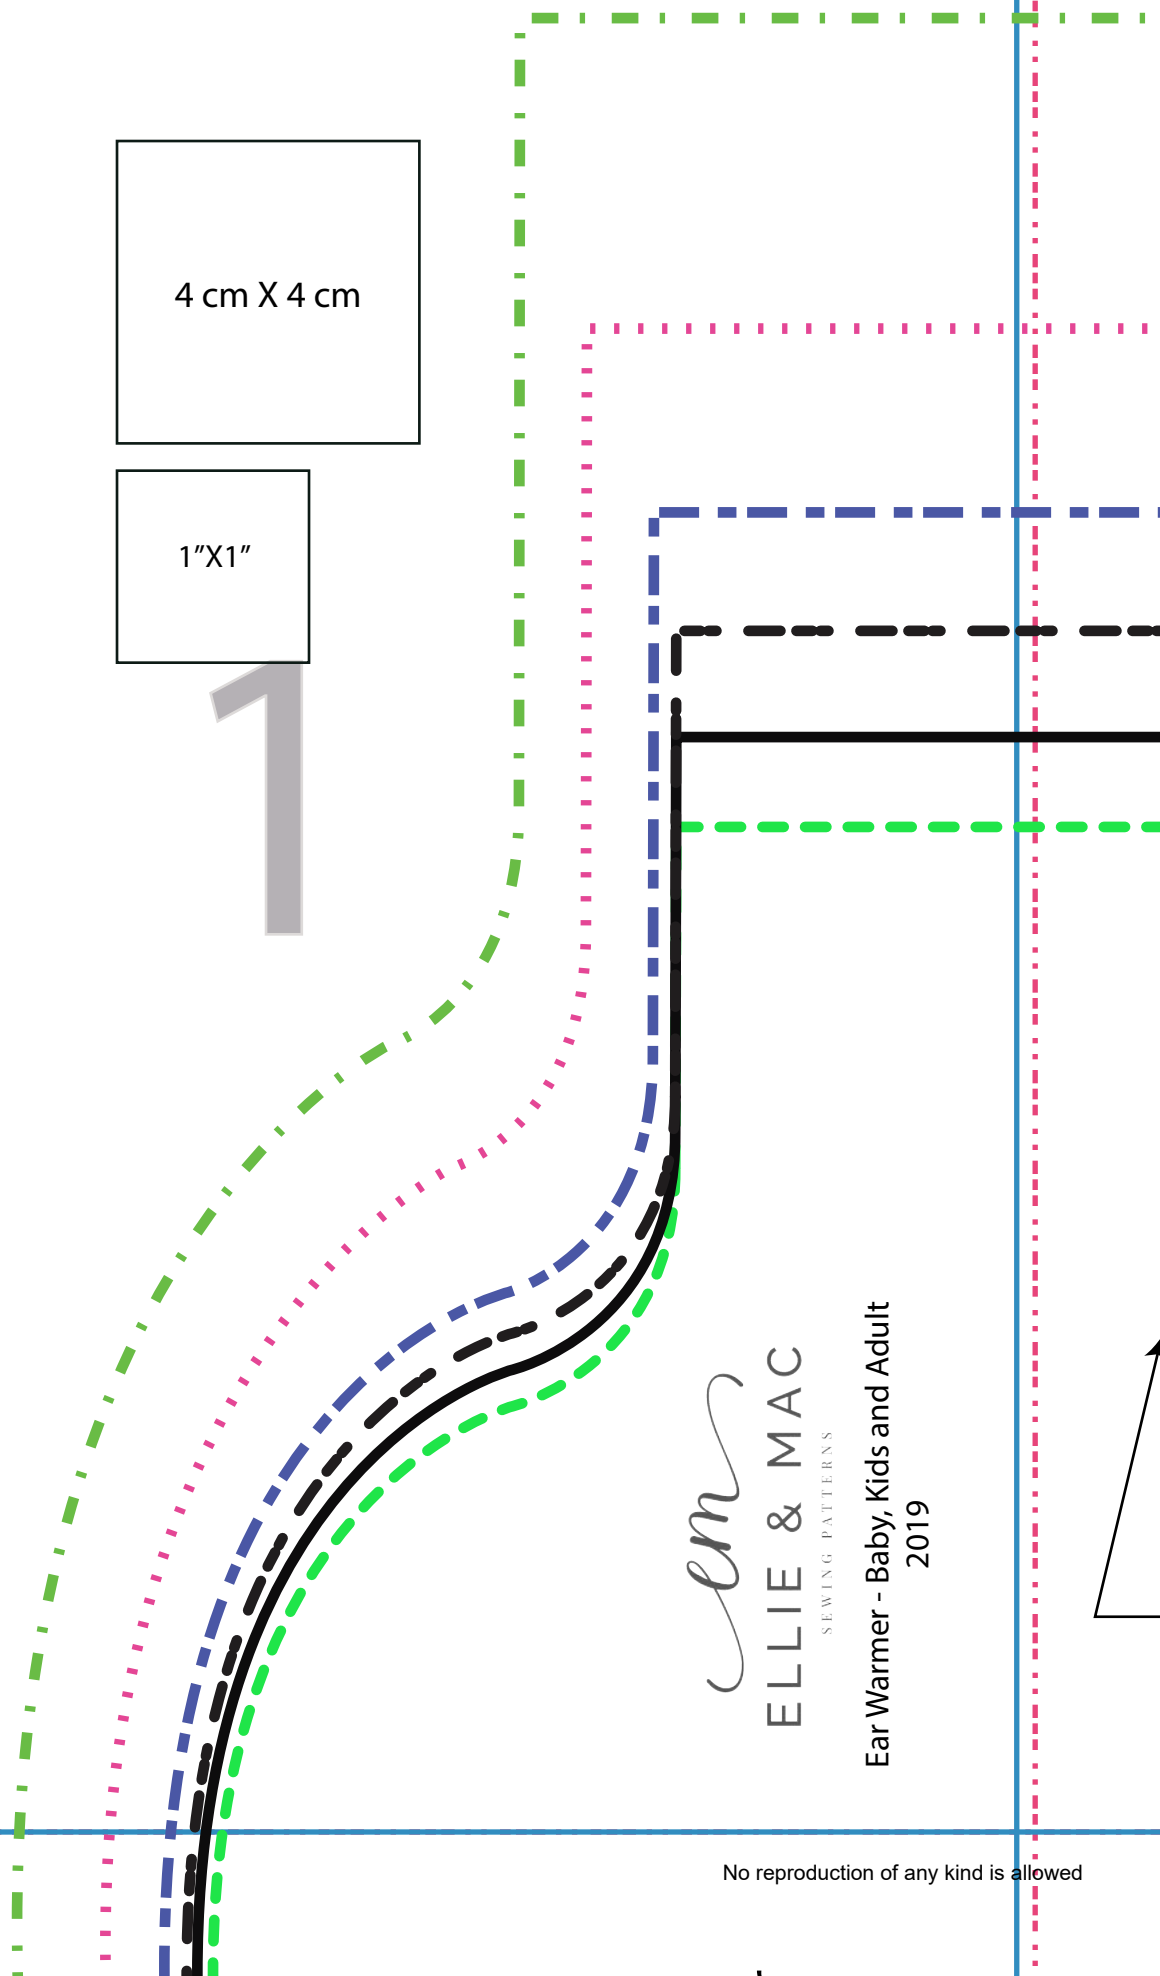 4 cm X 4 cm
1”X1”
1
em
ELLIE & MAC
SEWING PATTERNS
Ear Warmer - Baby, Kids and Adult
2019
No reproduction of any kind is allowed